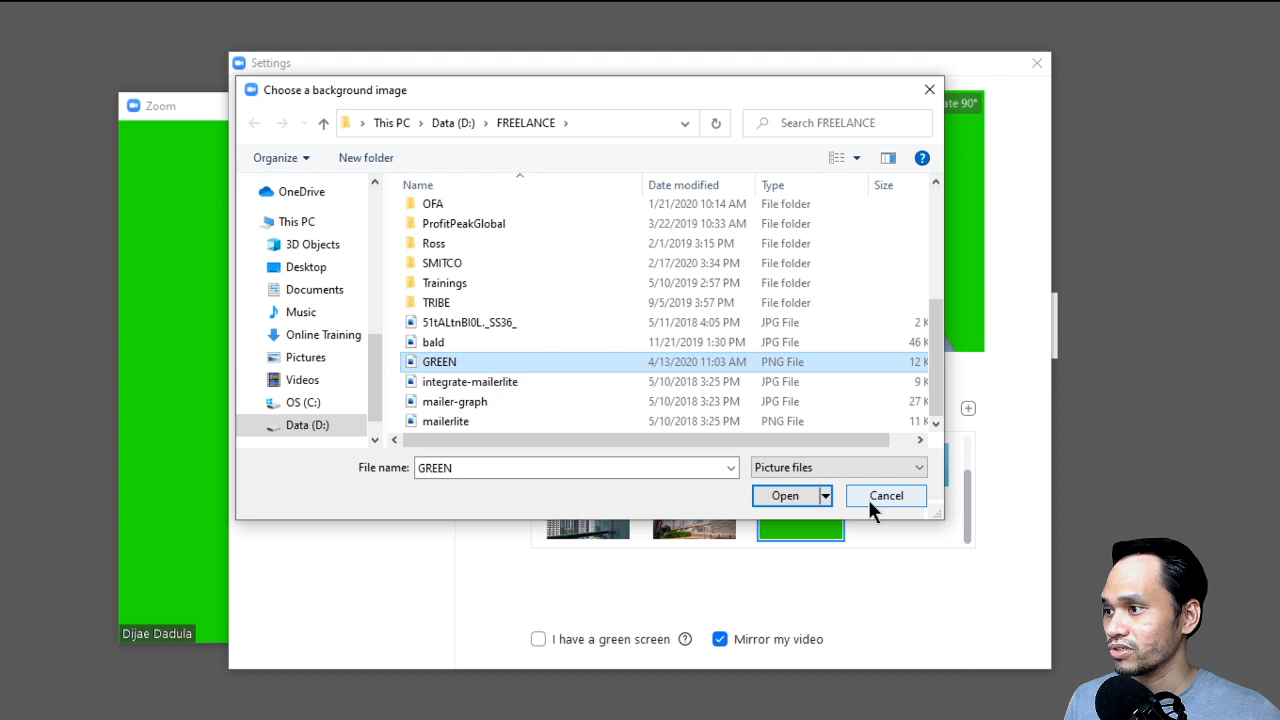 Settings
Choose a background image
Zoom
ate 90°
This PC > Data (D:) > FREELANCE >
Search FREELANCE
Organize
New folder
Name
Date modified
Type
Size
OneDrive
This PC
3D Objects
Desktop
Documents
Music
Online Training
Pictures
Videos
OS (C:)
Data (D:)
OFA 1/21/2020 10:14 AM File folder
ProfitPeakGlobal 3/22/2019 10:33 AM File folder
Ross 2/1/2019 3:15 PM File folder
SMITCO 2/17/2020 3:34 PM File folder
Trainings 5/10/2019 2:57 PM File folder
TRIBE 9/5/2019 3:57 PM File folder
51tALtnBI0L._SS36_ 5/11/2018 4:05 PM JPG File 2 K
bald 11/21/2019 1:30 PM JPG File 46 K
GREEN 4/13/2020 11:03 AM PNG File 12 K
integrate-mailerlite 5/10/2018 3:25 PM JPG File 9 K
mailer-graph 5/10/2018 3:23 PM JPG File 27 K
mailerlite 5/10/2018 3:25 PM PNG File 11 K
File name: GREEN
Picture files
Open
Cancel
Dijae Dadula
I have a green screen ?
Mirror my video